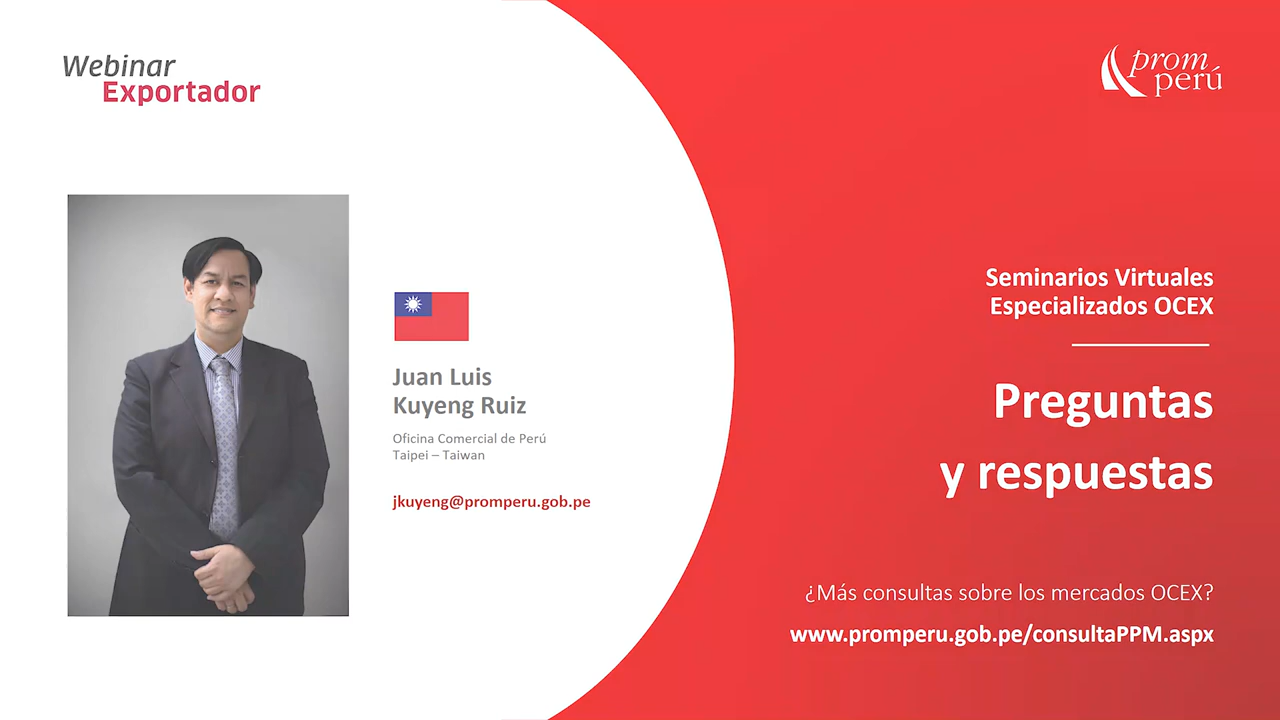 Webinar
Exportador
prom
perú
Juan Luis
Kuyeng Ruiz
Oficina Comercial de Perú
Taipei – Taiwan
jkuyeng@promperu.gob.pe
Seminarios Virtuales
Especializados OCEX
Preguntas
y respuestas
¿Más consultas sobre los mercados OCEX?
www.promperu.gob.pe/consultaPPM.aspx